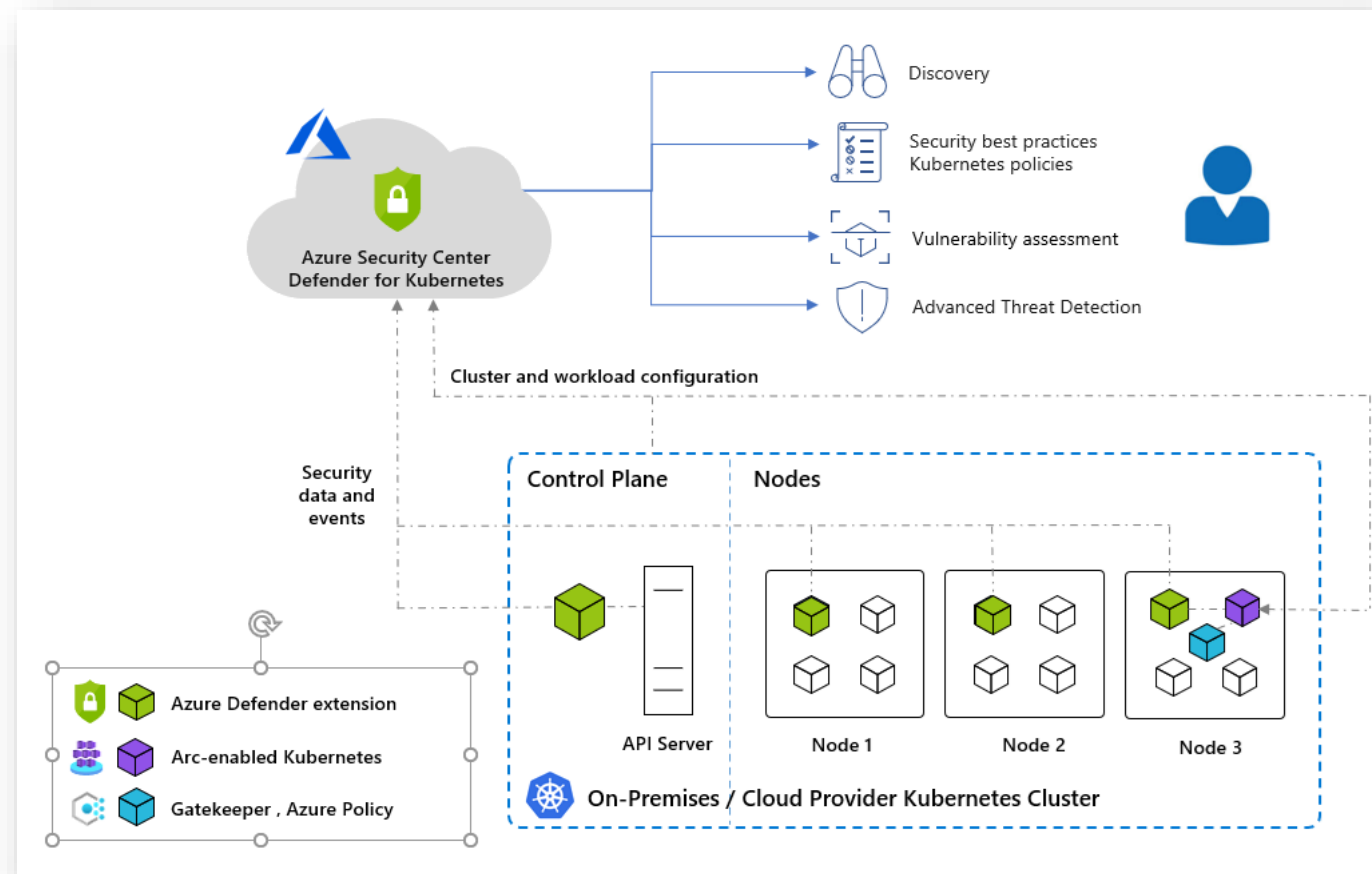 Discovery
Security best practices
Kubernetes policies
Vulnerability assessment
Advanced Threat Detection
Azure Security Center
Defender for Kubernetes
Cluster and workload configuration
Security
data and
events
Control Plane
Nodes
API Server
Node 1
Node 2
Node 3
On-Premises / Cloud Provider Kubernetes Cluster
Azure Defender extension
Arc-enabled Kubernetes
Gatekeeper , Azure Policy